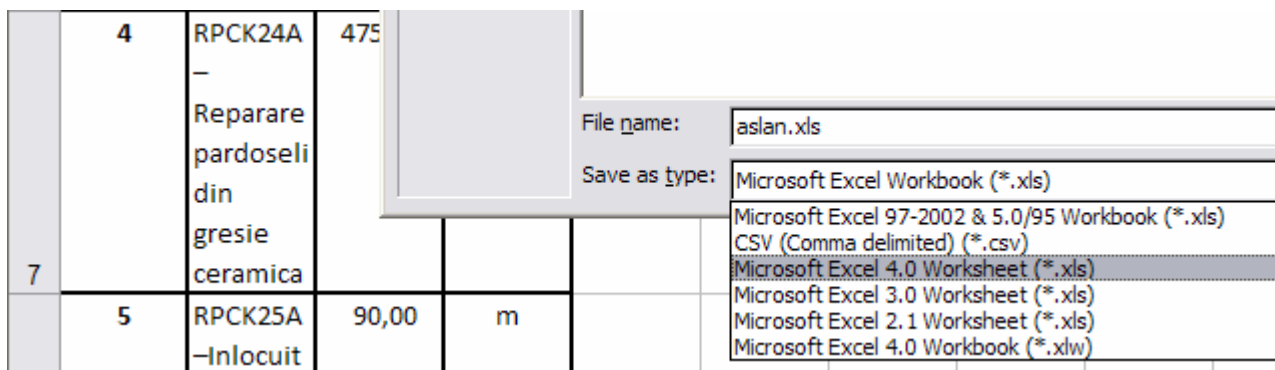 4 RPCK24A 475
–
Reparare
pardoseli
din
gresie
7 ceramica
5 RPCK25A 90,00 m
–Inlocuit
File name: aslan.xls
Save as type: Microsoft Excel Workbook (*.xls)
Microsoft Excel 97-2002 & 5.0/95 Workbook (*.xls)
CSV (Comma delimited) (*.csv)
Microsoft Excel 4.0 Worksheet (*.xls)
Microsoft Excel 3.0 Worksheet (*.xls)
Microsoft Excel 2.1 Worksheet (*.xls)
Microsoft Excel 4.0 Workbook (*.xlw)